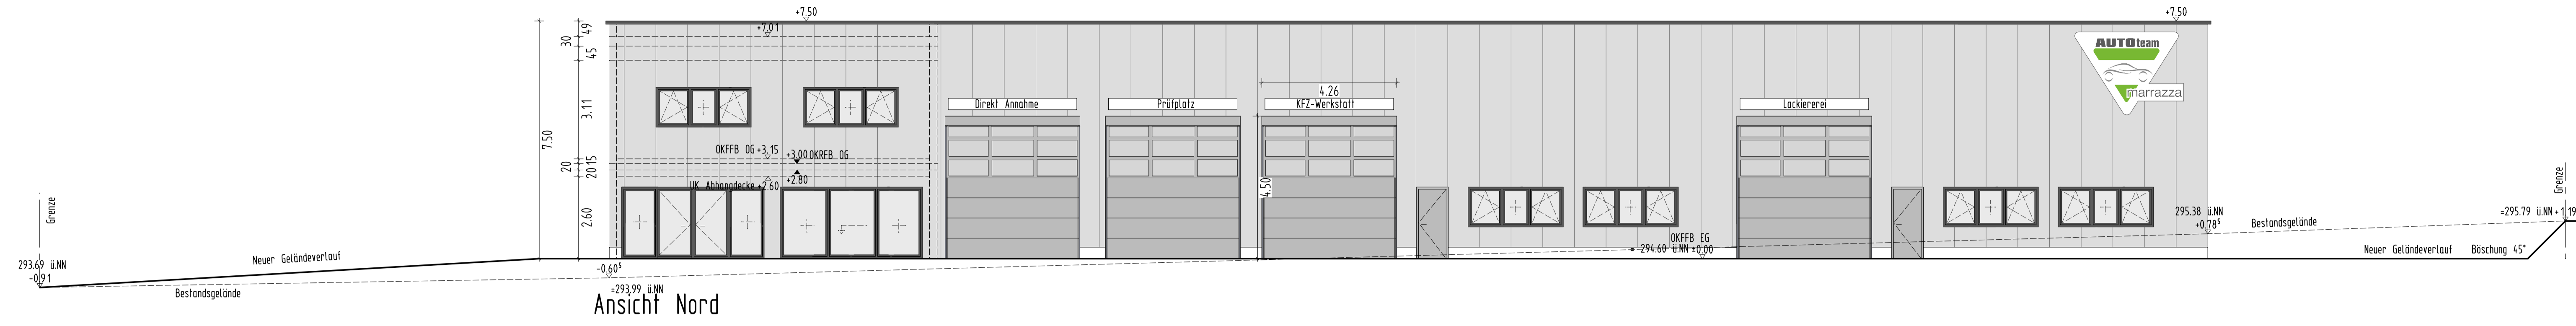 +7,50
+7,50
49
30
+7,01
45
AUTOteam
marrazza
4.26
Direkt Annahme
Prüfplatz
KFZ-Werkstatt
Lackiererei
3.11
7.50
OKFFB OG +3,15
+3,00 OKRFB OG
20 15
20
UK Abhangdecke +2,60
+2,80
4.50
Grenze
Grenze
2.60
295.38 ü.NN
+0.78⁵
=295.79 ü.NN +1.19
Bestandsgelände
OKFFB EG
294.60 ü.NN ±0.00
Neuer Geländeverlauf
Neuer Geländeverlauf
Böschung 45°
293.69 ü.NN
-0.91
-0.60⁵
Bestandsgelände
=293,99 ü.NN
Ansicht Nord